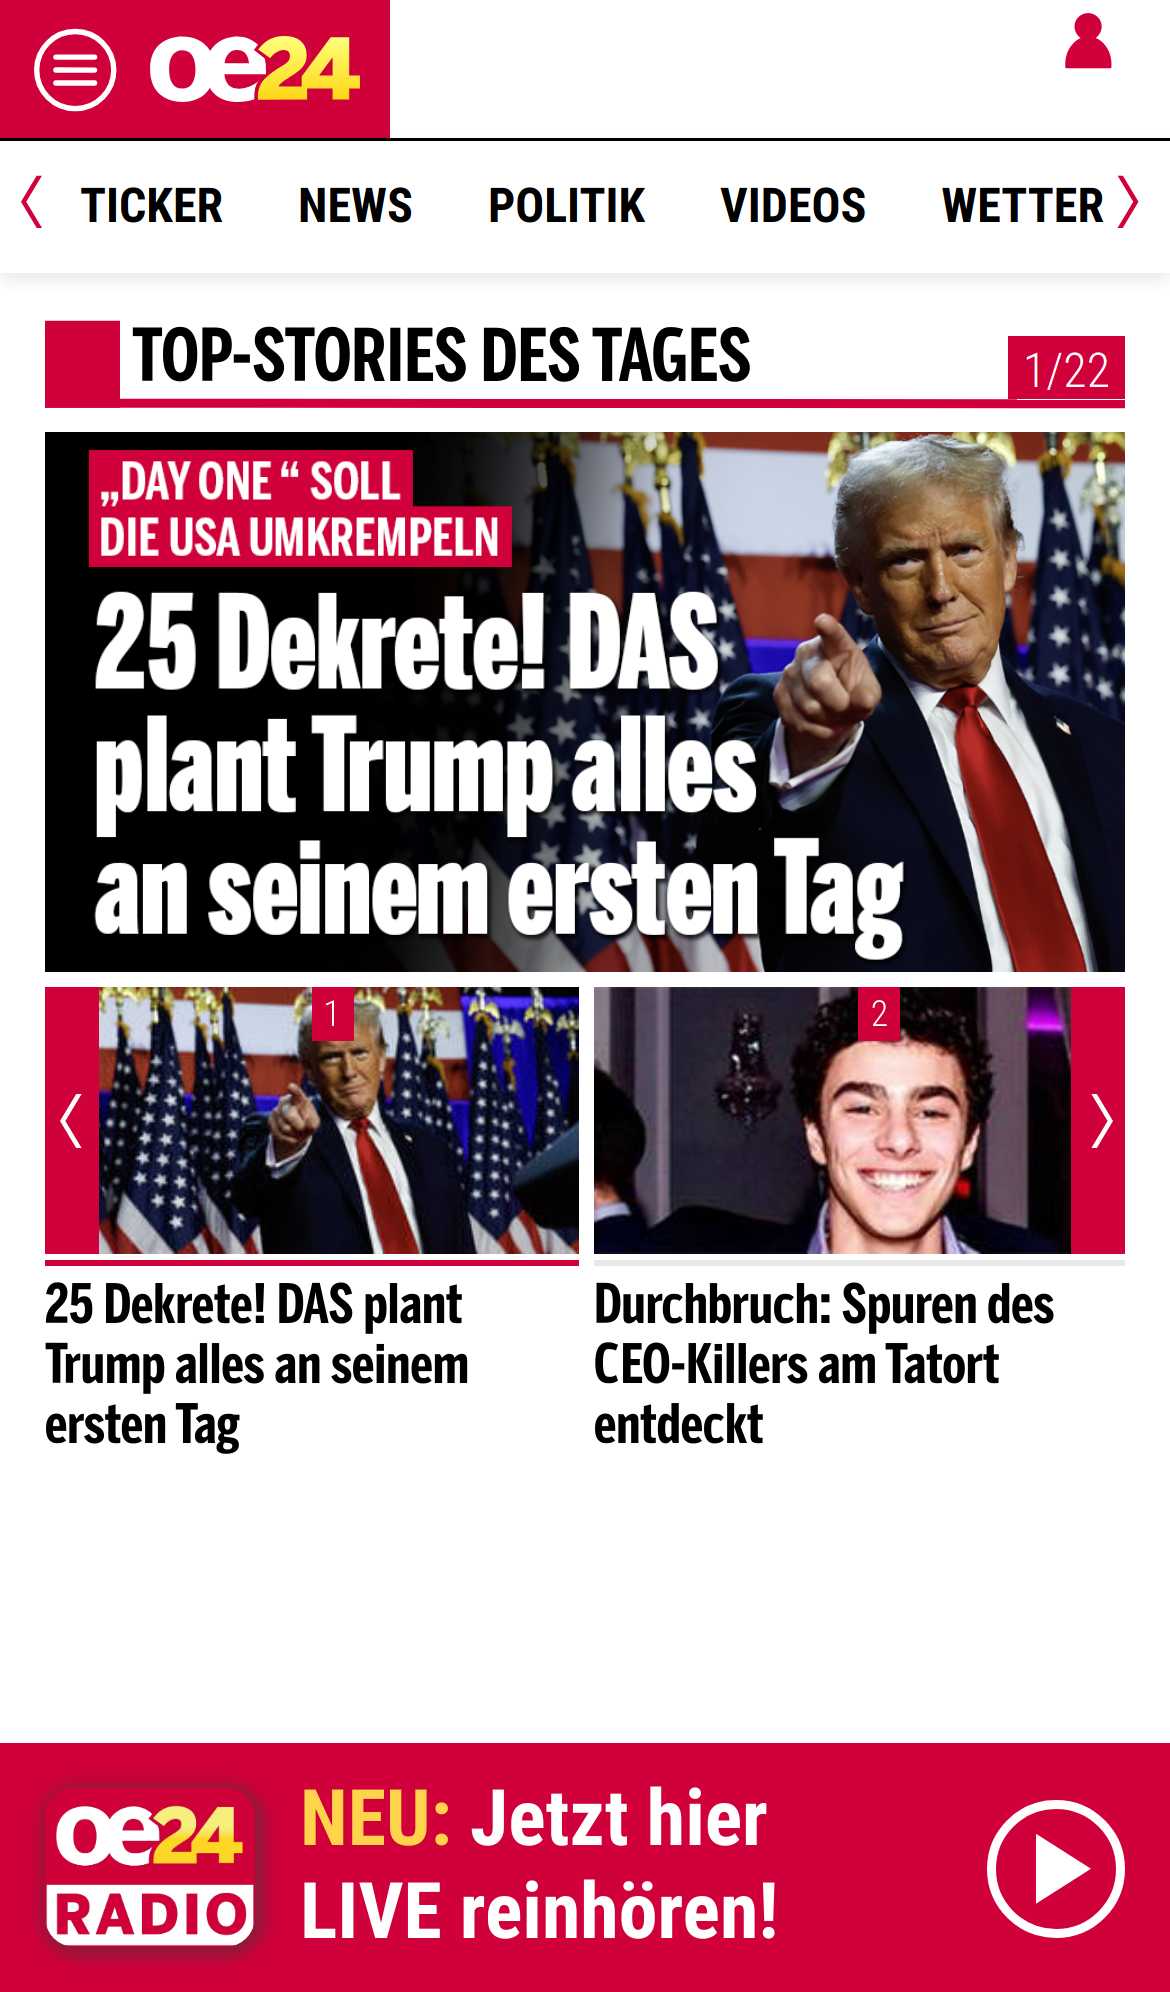 oe24
TICKER NEWS POLITIK VIDEOS WETTER
TOP-STORIES DES TAGES
1/22
„DAY ONE “ SOLL
DIE USA UMKREMPELN
25 Dekrete! DAS
plant Trump alles
an seinem ersten Tag
1
2
25 Dekrete! DAS plant
Trump alles an seinem
ersten Tag
Durchbruch: Spuren des
CEO-Killers am Tatort
entdeckt
oe24
RADIO
NEU: Jetzt hier
LIVE reinhören!